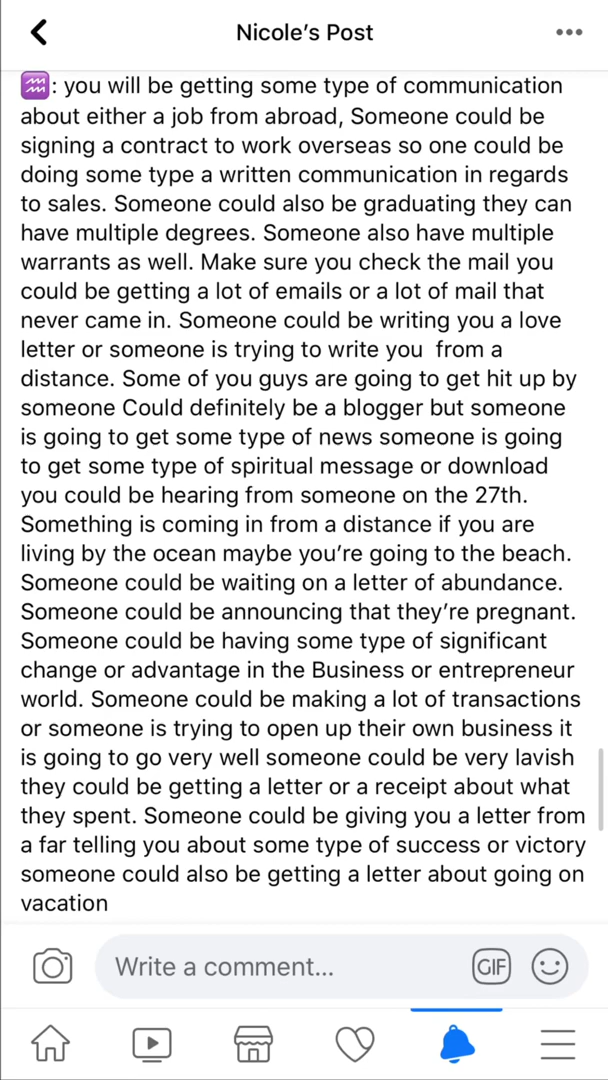 Nicole's Post
♒: you will be getting some type of communication
about either a job from abroad, Someone could be
signing a contract to work overseas so one could be
doing some type a written communication in regards
to sales. Someone could also be graduating they can
have multiple degrees. Someone also have multiple
warrants as well. Make sure you check the mail you
could be getting a lot of emails or a lot of mail that
never came in. Someone could be writing you a love
letter or someone is trying to write you  from a
distance. Some of you guys are going to get hit up by
someone Could definitely be a blogger but someone
is going to get some type of news someone is going
to get some type of spiritual message or download
you could be hearing from someone on the 27th.
Something is coming in from a distance if you are
living by the ocean maybe you're going to the beach.
Someone could be waiting on a letter of abundance.
Someone could be announcing that they're pregnant.
Someone could be having some type of significant
change or advantage in the Business or entrepreneur
world. Someone could be making a lot of transactions
or someone is trying to open up their own business it
is going to go very well someone could be very lavish
they could be getting a letter or a receipt about what
they spent. Someone could be giving you a letter from
a far telling you about some type of success or victory
someone could also be getting a letter about going on
vacation
Write a comment...
GIF